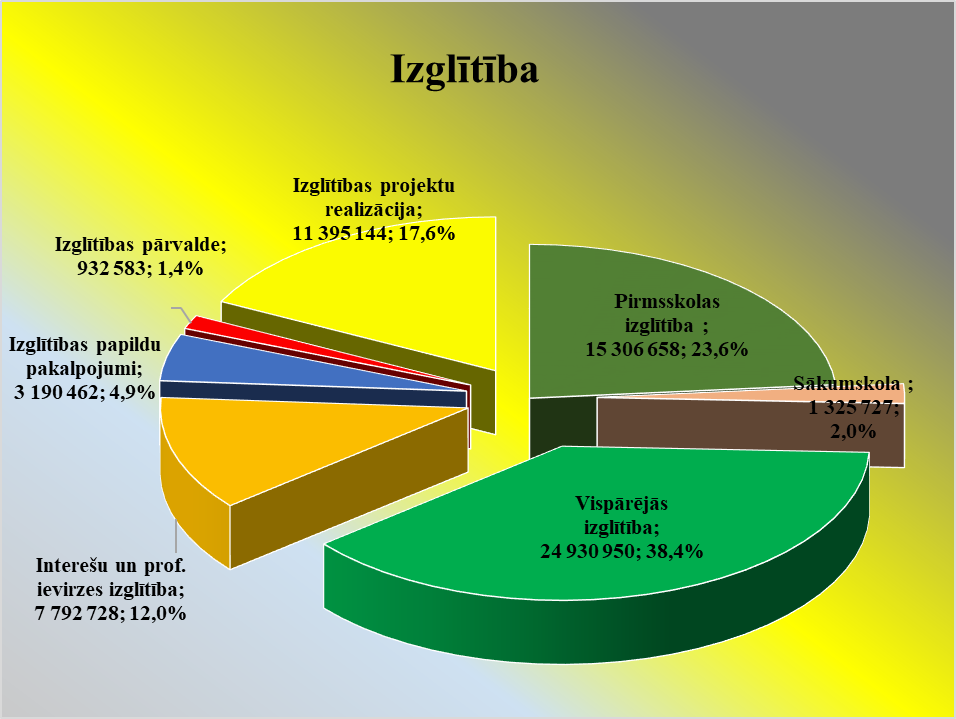 Izglītība
Izglītības projektu
realizācija;
11 395 144; 17,6%
Izglītības pārvalde;
932 583; 1,4%
Pirmsskolas
izglītība ;
15 306 658; 23,6%
Izglītības papildu
pakalpojumi;
3 190 462; 4,9%
Sākumskola ;
1 325 727;
2,0%
Vispārējās
izglītība;
24 930 950; 38,4%
Interešu un prof.
ievirzes izglītība;
7 792 728; 12,0%